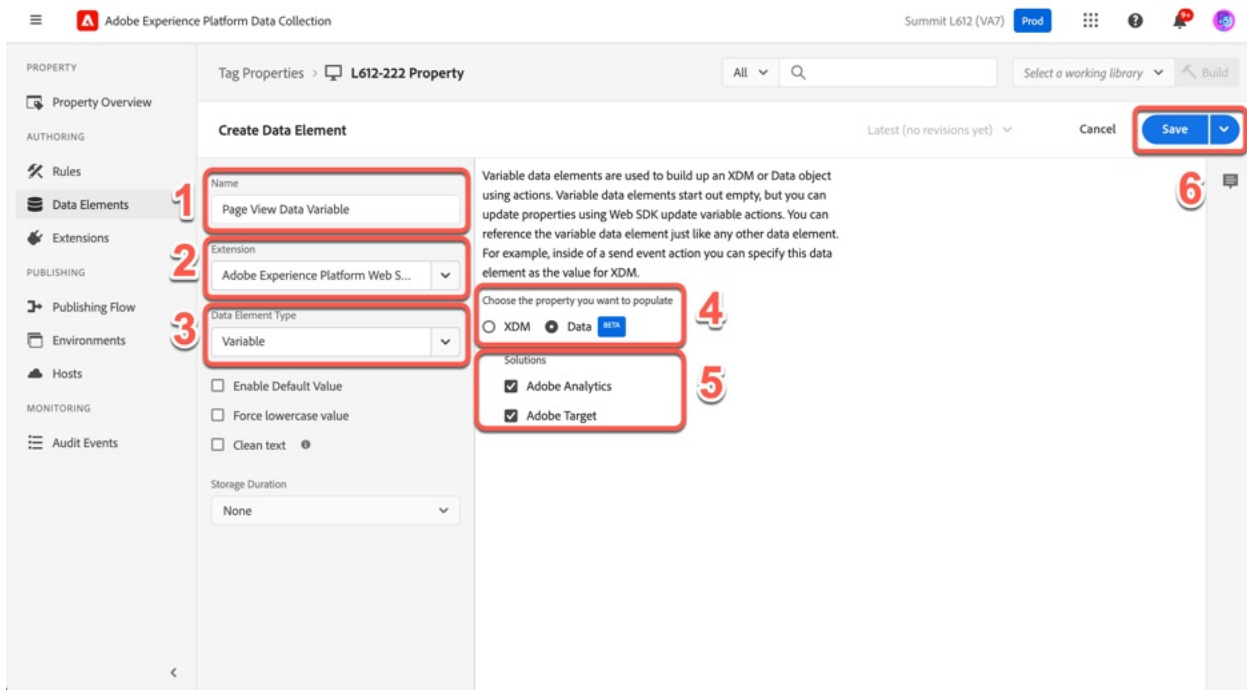 Adobe Experience Platform Data Collection
Summit L612 (VA7)
Prod
9+
PROPERTY
Property Overview
AUTHORING
Rules
Data Elements
Extensions
PUBLISHING
Publishing Flow
Environments
Hosts
MONITORING
Audit Events
Tag Properties > L612-222 Property
All
Select a working library
Build
Create Data Element
Latest (no revisions yet)
Cancel
Save
6
1
Name
Page View Data Variable
2
Extension
Adobe Experience Platform Web S...
3
Data Element Type
Variable
Enable Default Value
Force lowercase value
Clean text
Storage Duration
None
Variable data elements are used to build up an XDM or Data object
using actions. Variable data elements start out empty, but you can
update properties using Web SDK update variable actions. You can
reference the variable data element just like any other data element.
For example, inside of a send event action you can specify this data
element as the value for XDM.
Choose the property you want to populate
XDM Data BETA
4
Solutions
Adobe Analytics
Adobe Target
5